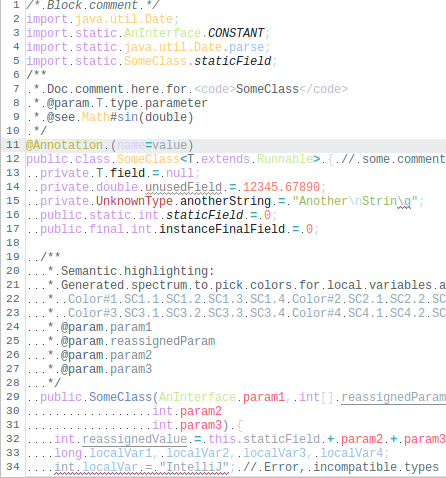 1 /* Block comment */
2 import java.util.Date;
3 import static AnInterface.CONSTANT;
4 import static java.util.Date.parse;
5 import static SomeClass.staticField;
6 /**
7  * Doc comment here for <code>SomeClass</code>
8  * @param T type parameter
9  * @see Math#sin(double)
10  */
11 @Annotation (name=value)
12 public class SomeClass<T extends Runnable> { // some comment
13   private T field = null;
14   private double unusedField = 12345.67890;
15   private UnknownType anotherString = "Another\nStrin\g";
16   public static int staticField = 0;
17   public final int instanceFinalField = 0;
18
19   /**
20    * Semantic highlighting:
21    * Generated spectrum to pick colors for local variables a
22    *  Color#1 SC1.1 SC1.2 SC1.3 SC1.4 Color#2 SC2.1 SC2.2 SC
23    *  Color#3 SC3.1 SC3.2 SC3.3 SC3.4 Color#4 SC4.1 SC4.2 SC
24    * @param param1
25    * @param reassignedParam
26    * @param param2
27    * @param param3
28    */
29   public SomeClass(AnInterface param1, int[] reassignedParam
30                   int param2
31                   int param3) {
32     int reassignedValue = this.staticField + param2 + param3
33     long localVar1, localVar2, localVar3, localVar4;
34     int localVar = "IntelliJ"; // Error, incompatible types